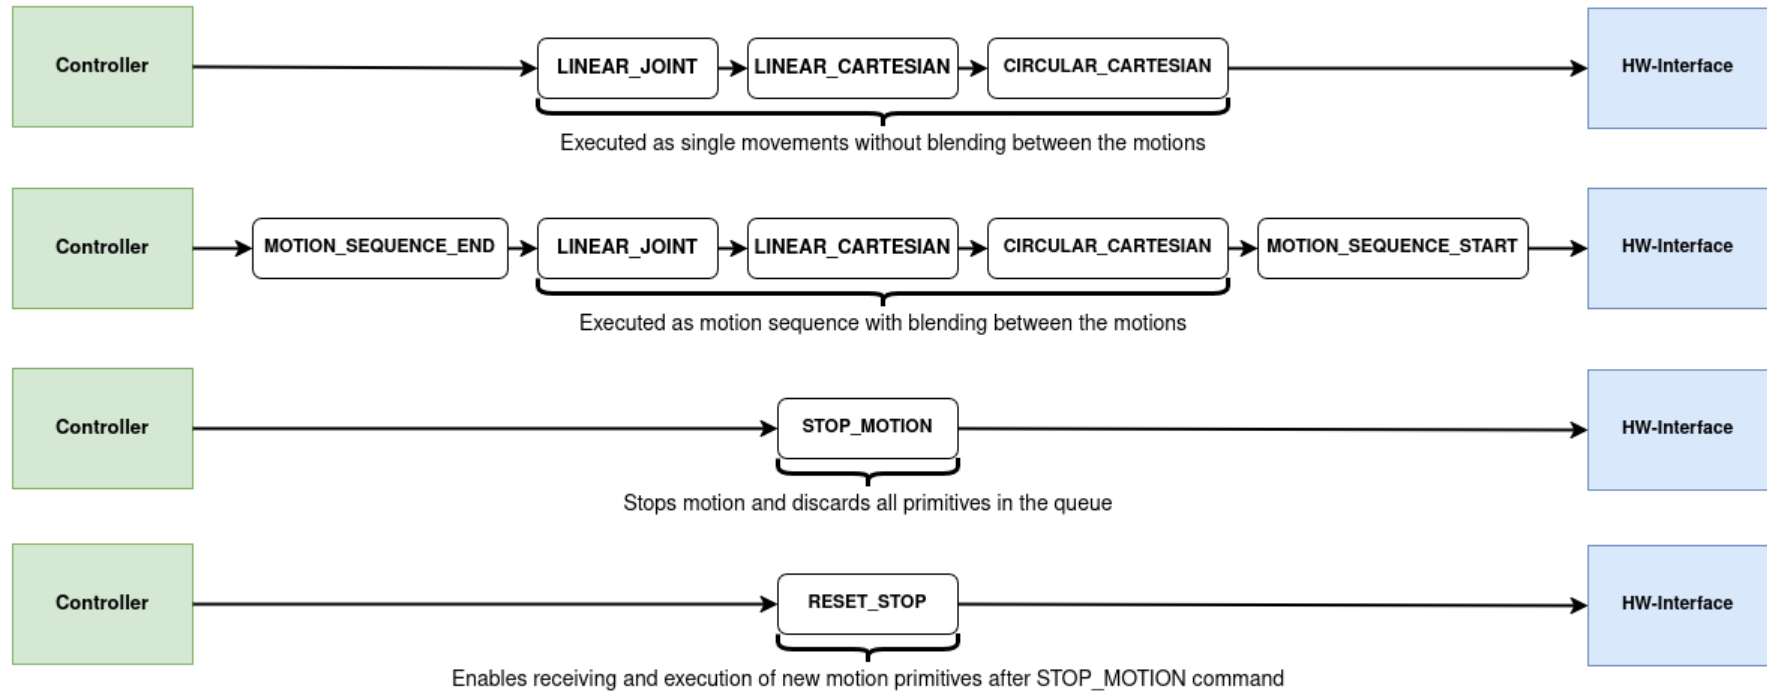 Controller
LINEAR_JOINT
LINEAR_CARTESIAN
CIRCULAR_CARTESIAN
HW-Interface
Executed as single movements without blending between the motions
Controller
MOTION_SEQUENCE_END
LINEAR_JOINT
LINEAR_CARTESIAN
CIRCULAR_CARTESIAN
MOTION_SEQUENCE_START
HW-Interface
Executed as motion sequence with blending between the motions
Controller
STOP_MOTION
HW-Interface
Stops motion and discards all primitives in the queue
Controller
RESET_STOP
HW-Interface
Enables receiving and execution of new motion primitives after STOP_MOTION command